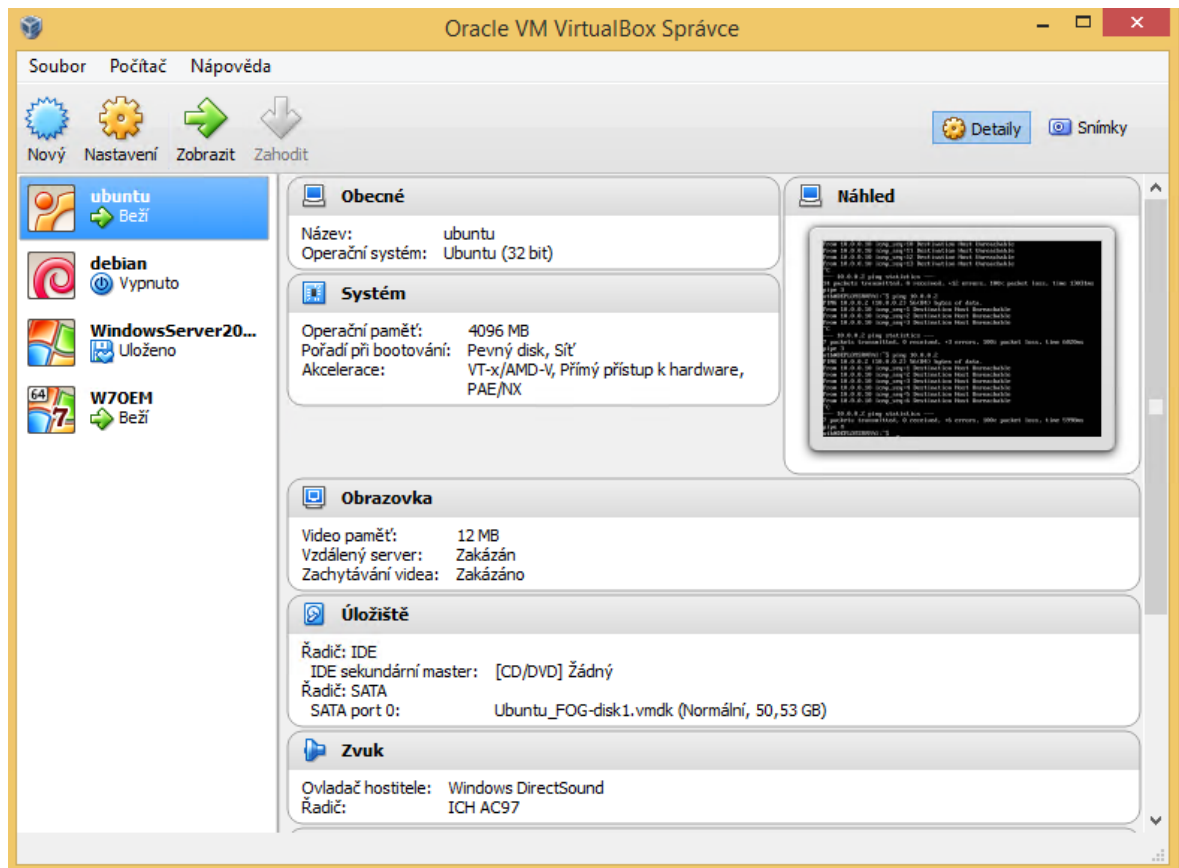 Oracle VM VirtualBox Správce
Soubor Počítač Nápověda
Nový Nastavení Zobrazit Zahodit
Detaily Snímky
ubuntu
Beží
debian
Vypnuto
WindowsServer20...
Uloženo
64
7
W7OEM
Beží
Obecné
Název: ubuntu
Operační systém: Ubuntu (32 bit)
Systém
Operační paměť: 4096 MB
Pořadí při bootování: Pevný disk, Síť
Akcelerace: VT-x/AMD-V, Přímý přístup k hardware,
PAE/NX
Náhled
Obrazovka
Video paměť: 12 MB
Vzdálený server: Zakázán
Zachytávání videa: Zakázáno
Úložiště
Řadič: IDE
IDE sekundární master: [CD/DVD] Žádný
Řadič: SATA
SATA port 0: Ubuntu_FOG-disk1.vmdk (Normální, 50,53 GB)
Zvuk
Ovladač hostitele: Windows DirectSound
Řadič: ICH AC97